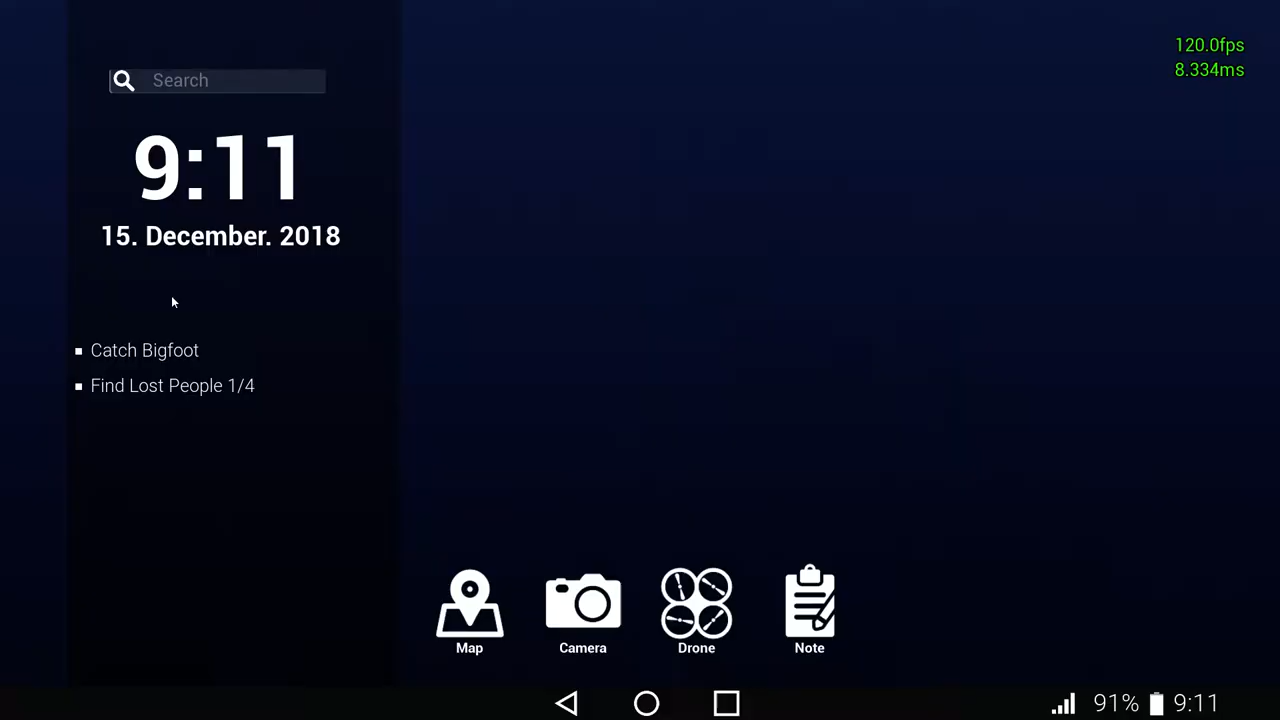 120.0fps
8.334ms
Search
9:11
15. December. 2018
Catch Bigfoot
Find Lost People 1/4
Map
Camera
Drone
Note
91%
9:11